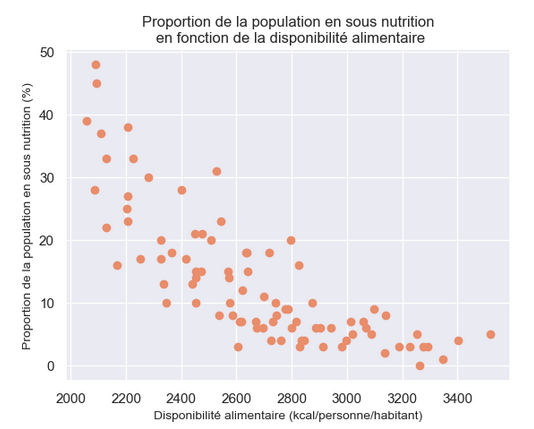 Proportion de la population en sous nutrition
en fonction de la disponibilité alimentaire
Proportion de la population en sous nutrition (%)
50
40
30
20
10
0
2000 2200 2400 2600 2800 3000 3200 3400
Disponibilité alimentaire (kcal/personne/habitant)